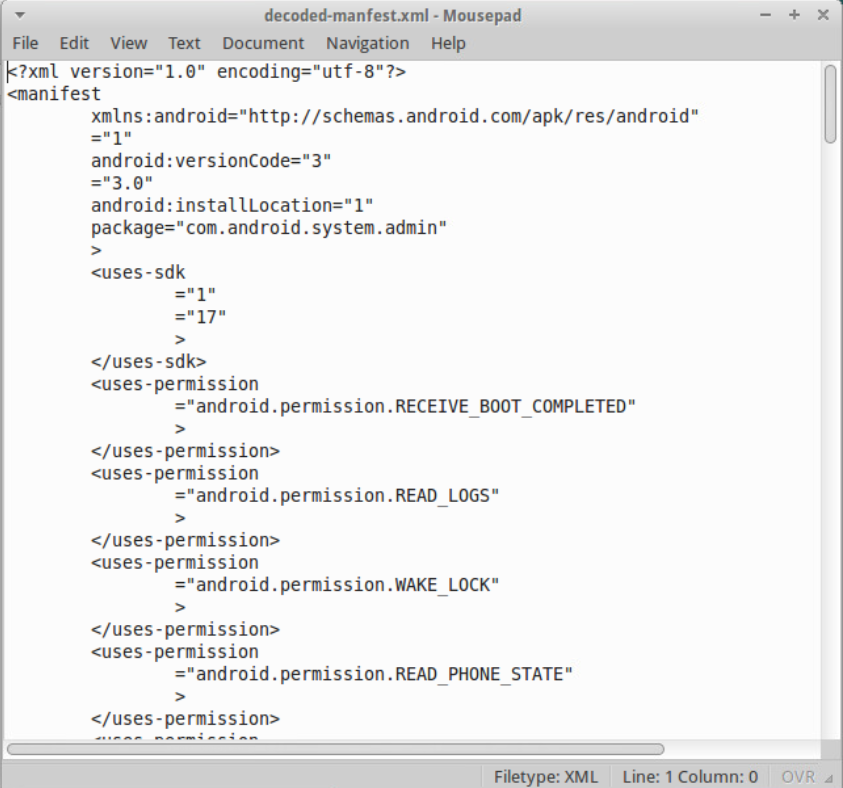 decoded-manfest.xml - Mousepad
File Edit View Text Document Navigation Help
<?xml version="1.0" encoding="utf-8"?>
<manifest
xmlns:android="http://schemas.android.com/apk/res/android"
="1"
android:versionCode="3"
="3.0"
android:installLocation="1"
package="com.android.system.admin"
>
<uses-sdk
="1"
="17"
>
</uses-sdk>
<uses-permission
="android.permission.RECEIVE_BOOT_COMPLETED"
>
</uses-permission>
<uses-permission
="android.permission.READ_LOGS"
>
</uses-permission>
<uses-permission
="android.permission.WAKE_LOCK"
>
</uses-permission>
<uses-permission
="android.permission.READ_PHONE_STATE"
>
</uses-permission>
<uses-permission
Filetype: XML Line: 1 Column: 0 OVR